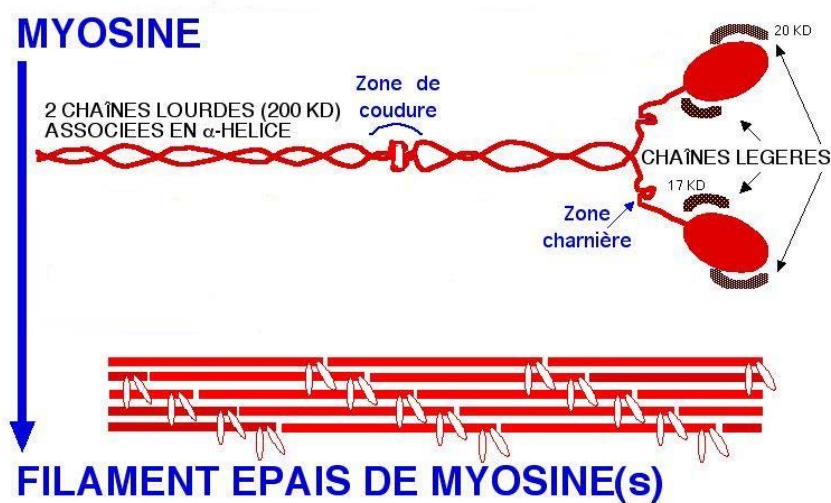 MYOSINE
20 KD
Zone de
coudure
2 CHAÎNES LOURDES (200 KD)
ASSOCIEES EN α-HELICE
CHAÎNES LEGERES
17 KD
Zone
charnière
FILAMENT EPAIS DE MYOSINE(s)